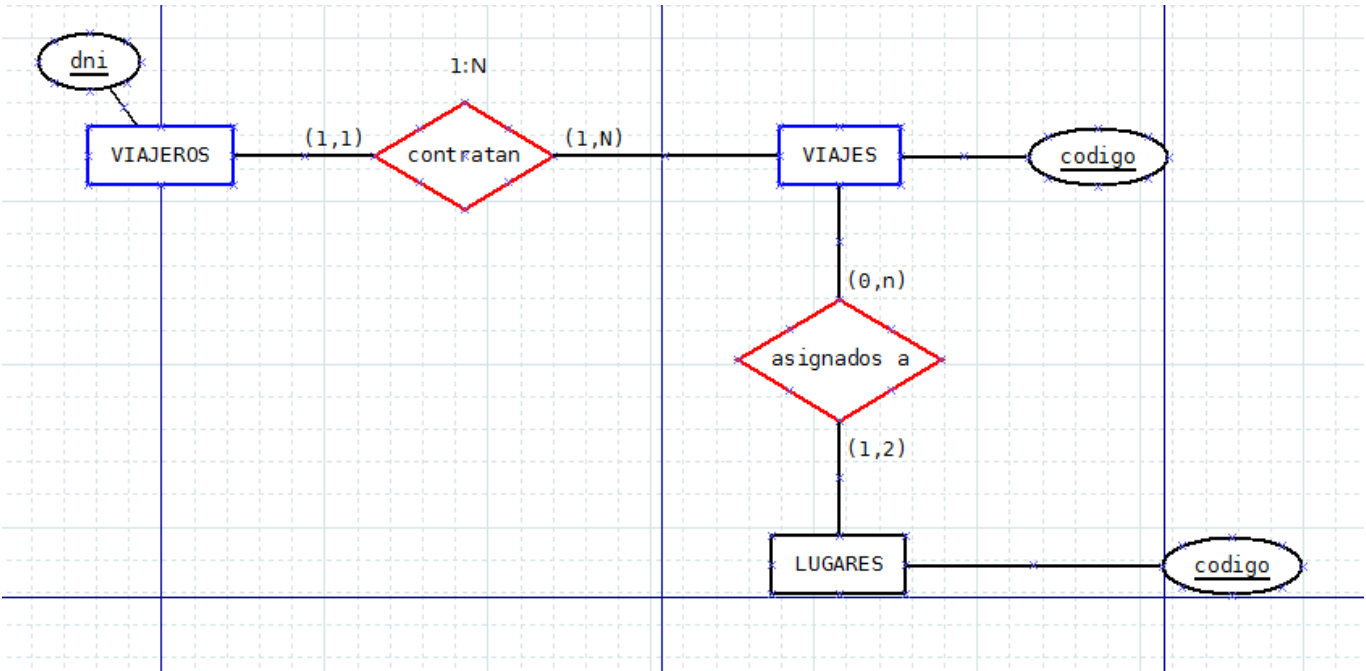 dni
1:N
VIAJEROS
(1,1)
contratan
(1,N)
VIAJES
codigo
(0,n)
asignados a
(1,2)
LUGARES
codigo